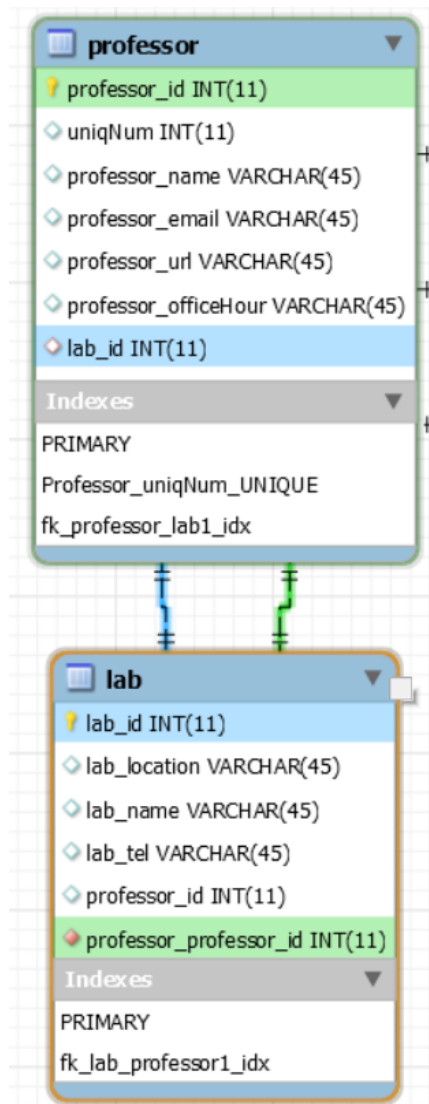 professor
professor_id INT(11)
uniqNum INT(11)
professor_name VARCHAR(45)
professor_email VARCHAR(45)
professor_url VARCHAR(45)
professor_officeHour VARCHAR(45)
lab_id INT(11)
Indexes
PRIMARY
Professor_uniqNum_UNIQUE
fk_professor_lab1_idx
lab
lab_id INT(11)
lab_location VARCHAR(45)
lab_name VARCHAR(45)
lab_tel VARCHAR(45)
professor_id INT(11)
professor_professor_id INT(11)
Indexes
PRIMARY
fk_lab_professor1_idx